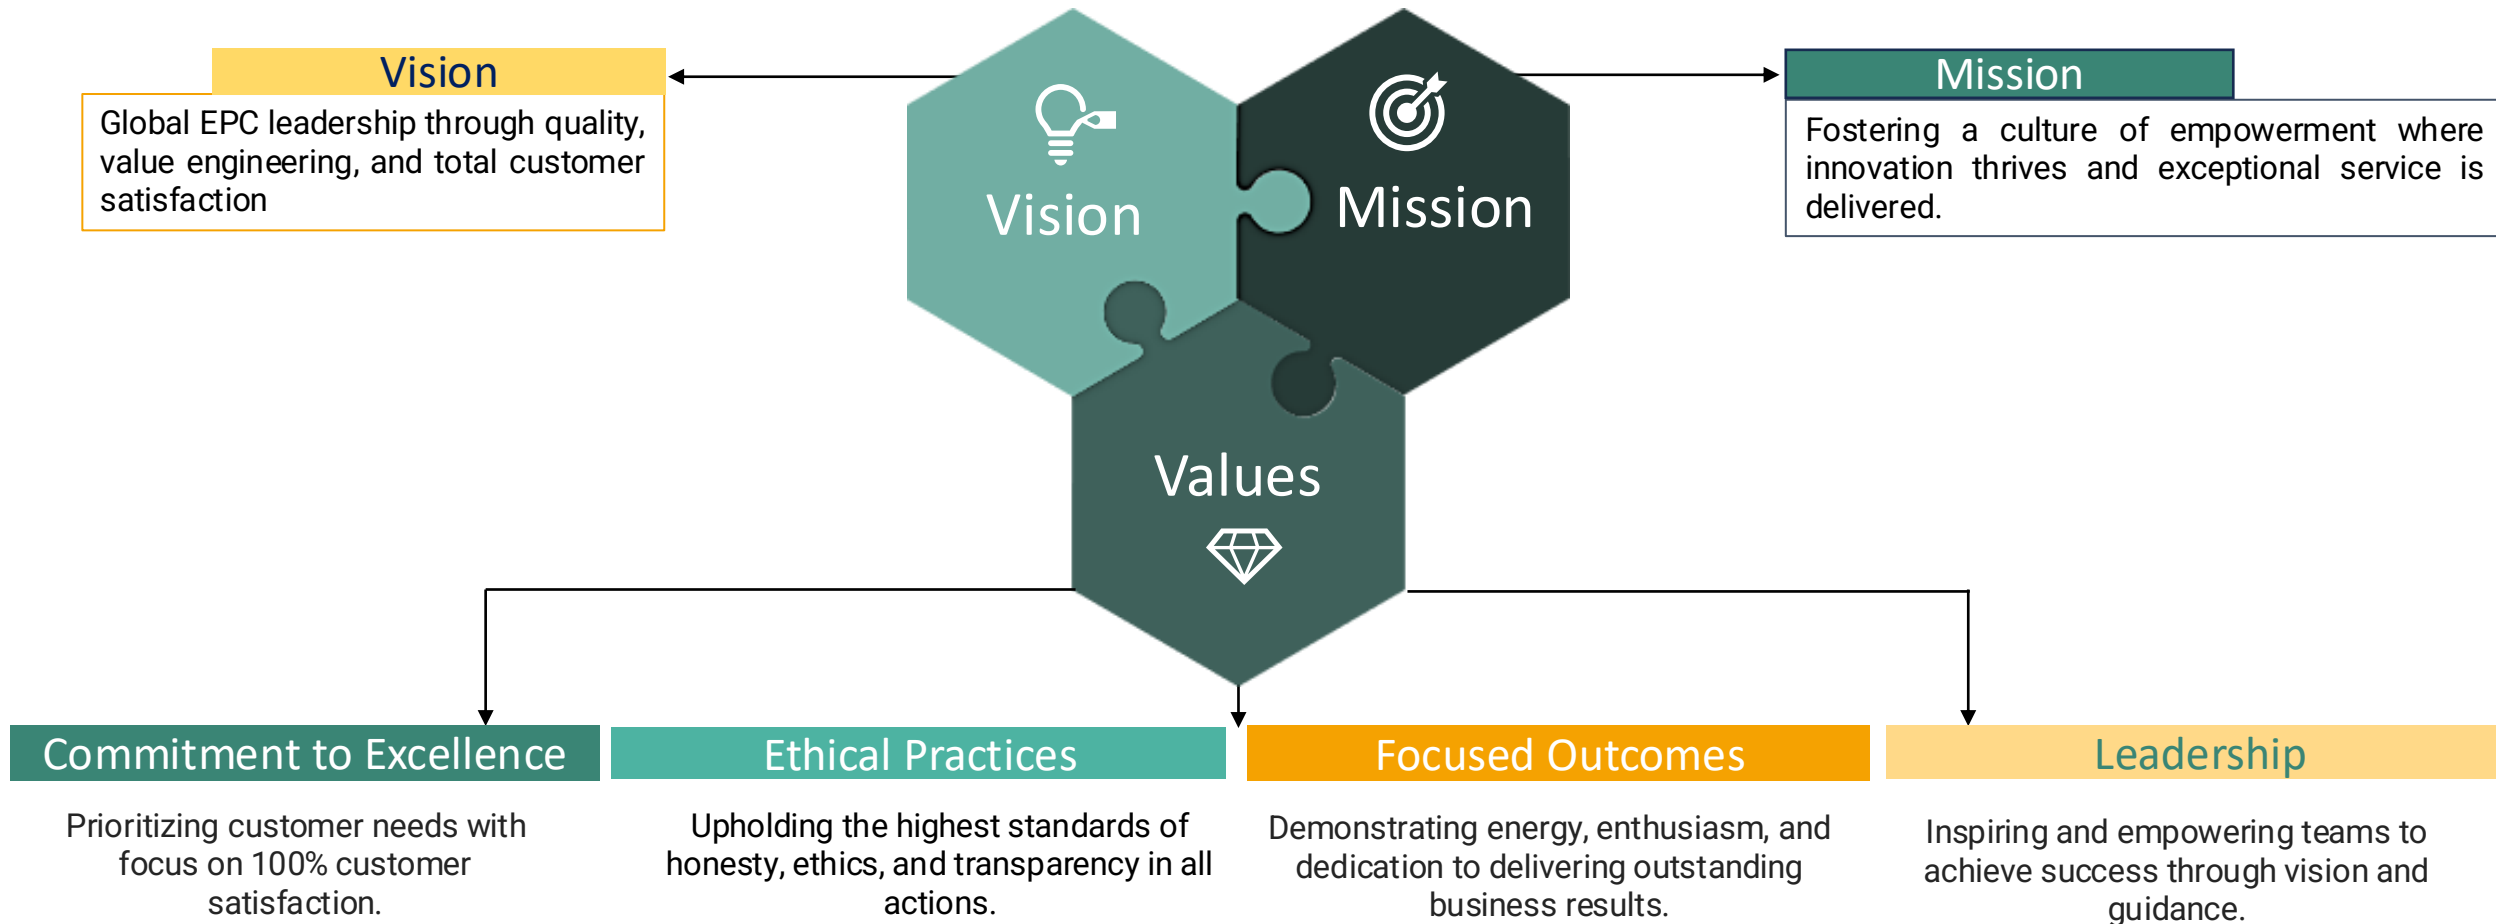 Vision
Global EPC leadership through quality,
value engineering, and total customer
satisfaction
Vision
Mission
Mission
Fostering a culture of empowerment where
innovation thrives and exceptional service is
delivered.
Values
Commitment to Excellence
Prioritizing customer needs with
focus on 100% customer
satisfaction.
Ethical Practices
Upholding the highest standards of
honesty, ethics, and transparency in all
actions.
Focused Outcomes
Demonstrating energy, enthusiasm, and
dedication to delivering outstanding
business results.
Leadership
Inspiring and empowering teams to
achieve success through vision and
guidance.